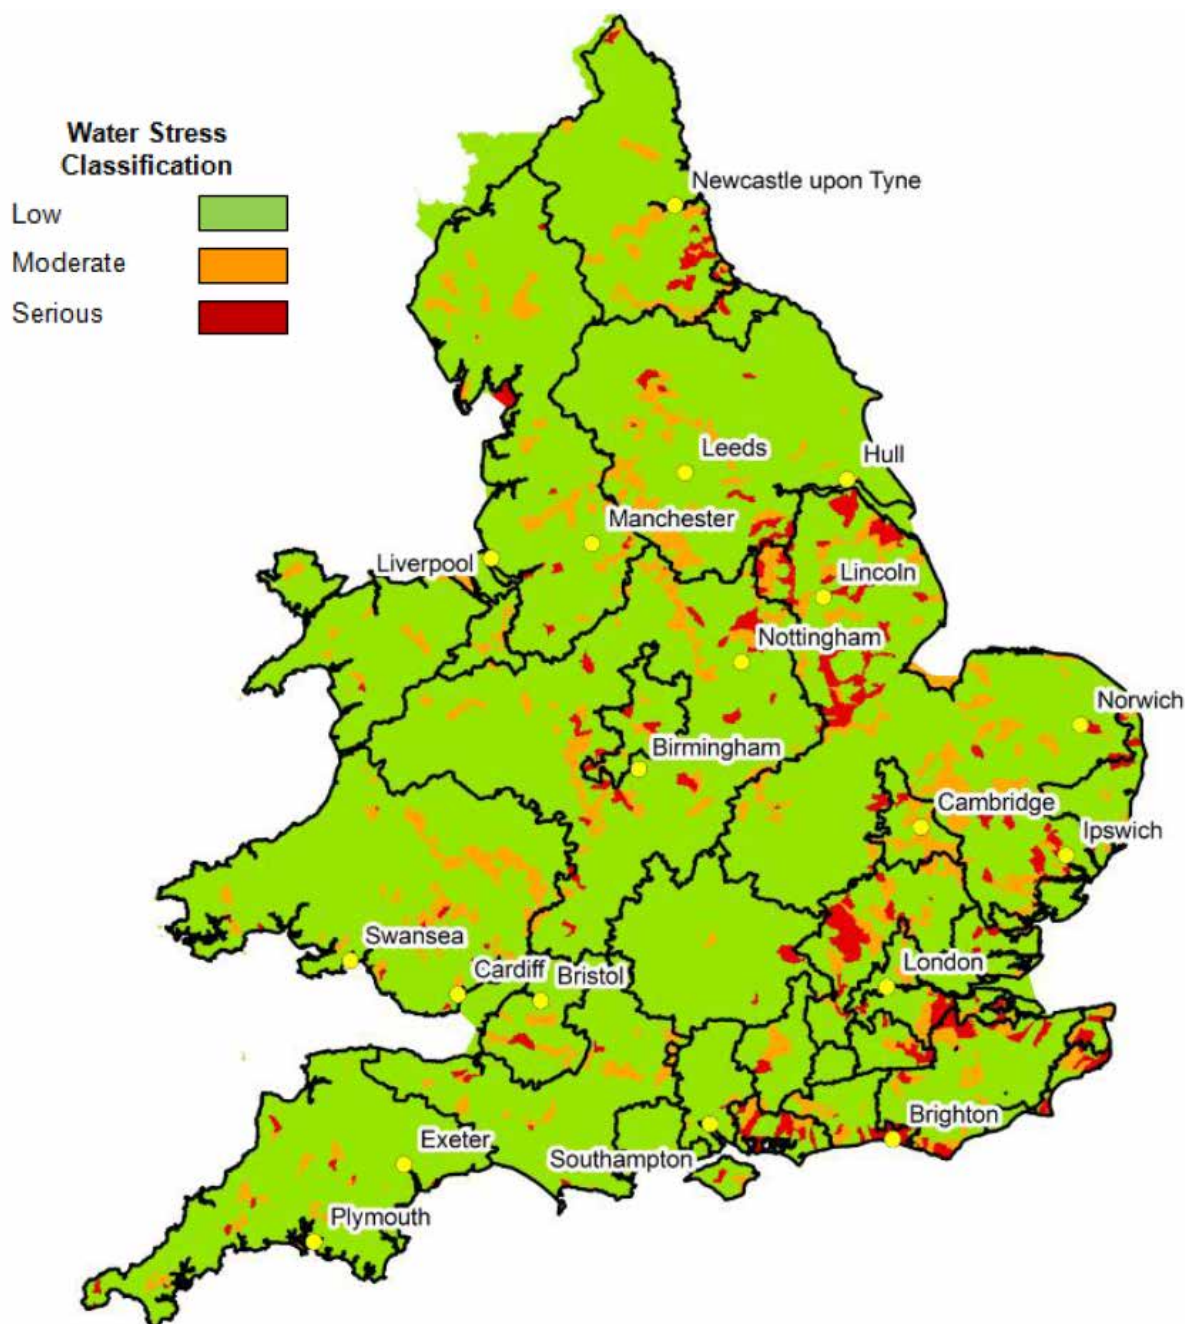 Water Stress
Classification
Low
Moderate
Serious
Newcastle upon Tyne
Leeds
Hull
Manchester
Liverpool
Lincoln
Nottingham
Norwich
Birmingham
Cambridge
Ipswich
Swansea
Cardiff
Bristol
London
Brighton
Exeter
Southampton
Plymouth